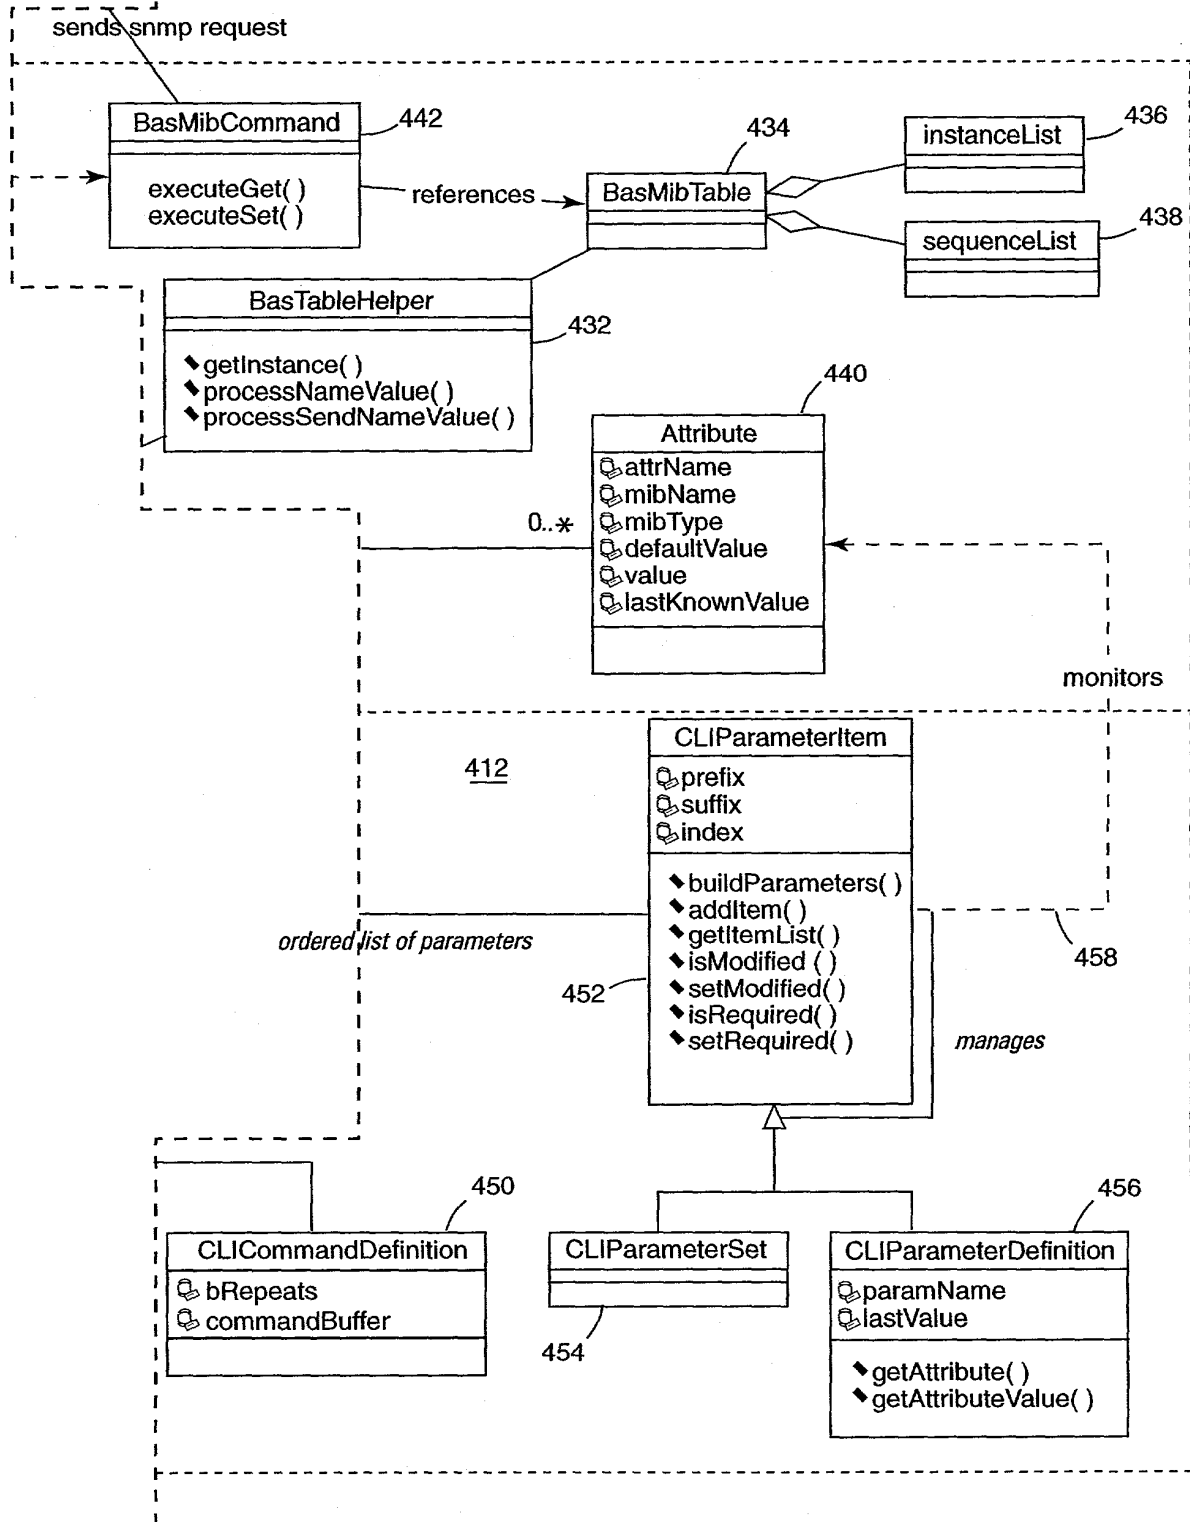 sends snmp request
BasMibCommand
442
executeGet( )
executeSet( )
references
434
BasMibTable
instanceList
436
sequenceList
438
BasTableHelper
432
getInstance( )
processNameValue( )
processSendNameValue( )
440
Attribute
attrName
mibName
mibType
defaultValue
value
lastKnownValue
0..*
monitors
412
CLIParameterItem
prefix
suffix
index
buildParameters( )
addItem( )
getItemList( )
isModified ( )
setModified( )
isRequired( )
setRequired( )
ordered list of parameters
452
458
manages
450
CLICommandDefinition
bRepeats
commandBuffer
CLIParameterSet
454
456
CLIParameterDefinition
paramName
lastValue
getAttribute( )
getAttributeValue( )